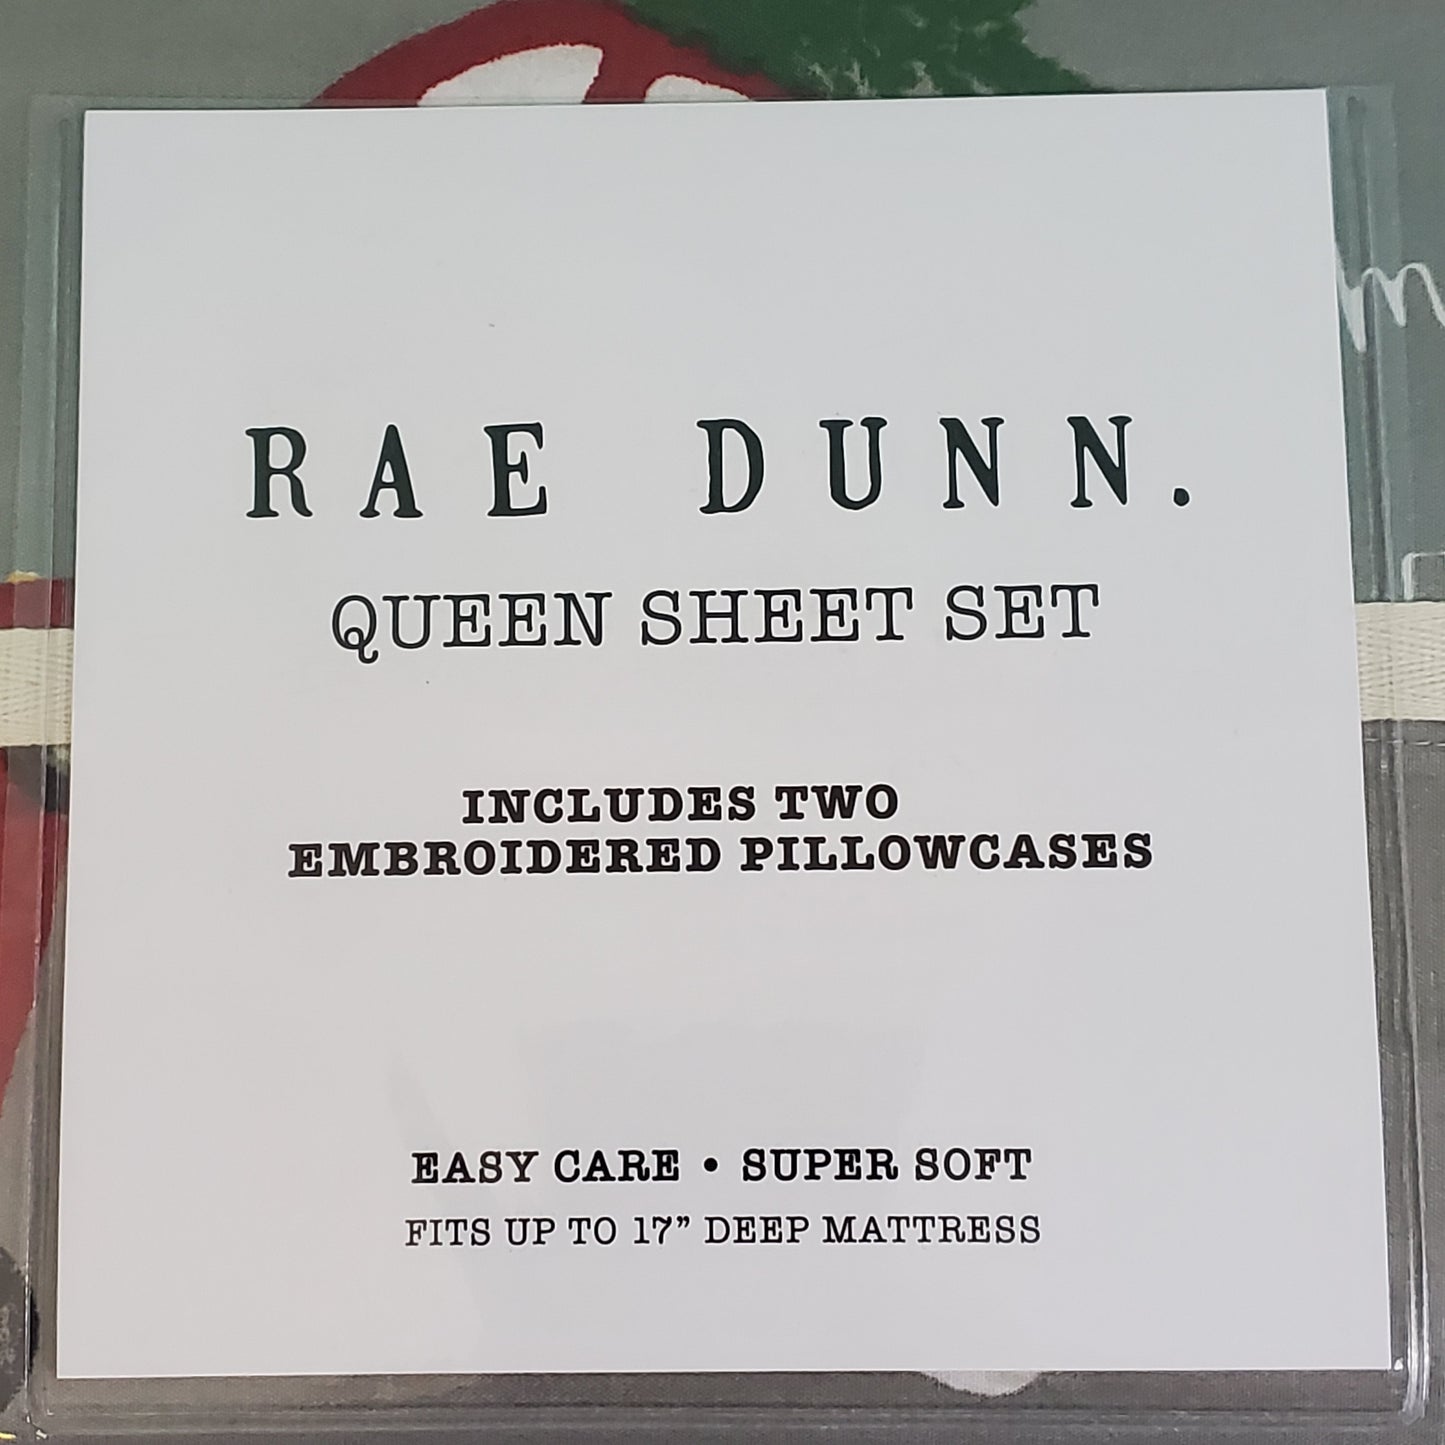 RAE DUNN.
QUEEN SHEET SET
INCLUDES TWO
EMBROIDERED PILLOWCASES
EASY CARE • SUPER SOFT
FITS UP TO 17” DEEP MATTRESS